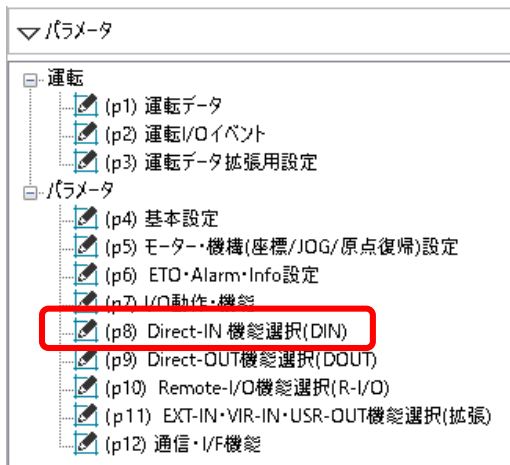 ▽パラメータ
運転
(p1) 運転データ
(p2) 運転I/Oイベント
(p3) 運転データ拡張用設定
パラメータ
(p4) 基本設定
(p5) モーター・機構(座標/JOG/原点復帰)設定
(p6) ETO・Alarm・Info設定
(p7) I/O動作・機能
(p8) Direct-IN 機能選択(DIN)
(p9) Direct-OUT機能選択(DOUT)
(p10) Remote-I/O機能選択(R-I/O)
(p11) EXT-IN・VIR-IN・USR-OUT機能選択(拡張)
(p12) 通信・I/F機能